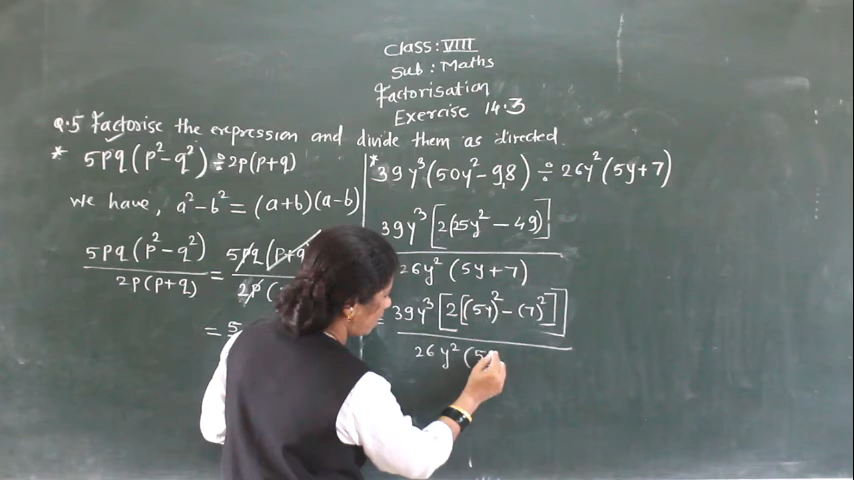 Class: VIII
Sub: Maths
Factorisation
Exercise 14.3
Q.5 Factorise the expression and divide them as directed.
* 5pq(p²-q²)÷2p(p+q)
we have, a²-b²=(a+b)(a-b)
5pq(p²-q²) / 2p(p+q) = 5pq(p+q
2p(
= 5
* 39y³(50y²-98)÷26y²(5y+7)
39y³[2(25y²-49)] / 26y²(5y+7)
= 39y³[2[(5y)²-(7)²]] / 26y²(5